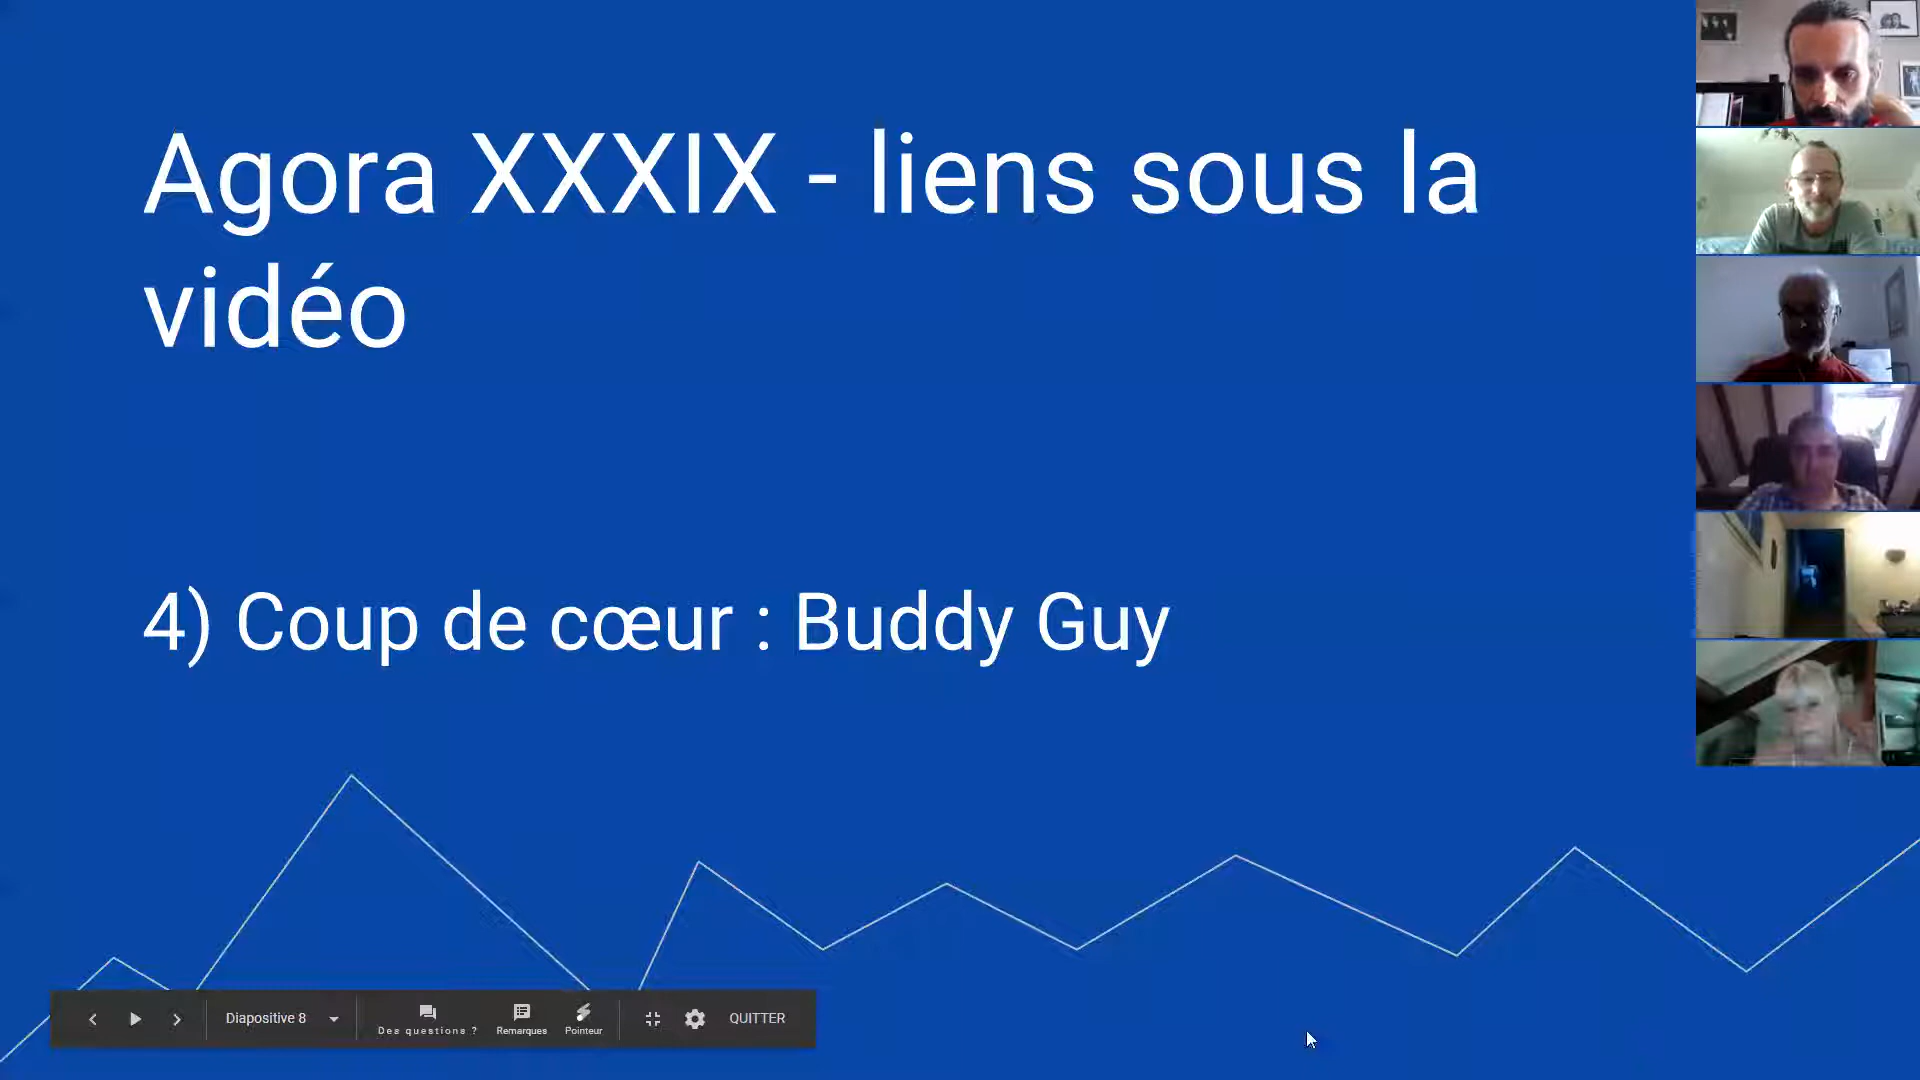 Agora XXXIX - liens sous la
vidéo
4) Coup de cœur : Buddy Guy
Diapositive 8
Des questions ?
Remarques
Pointeur
QUITTER